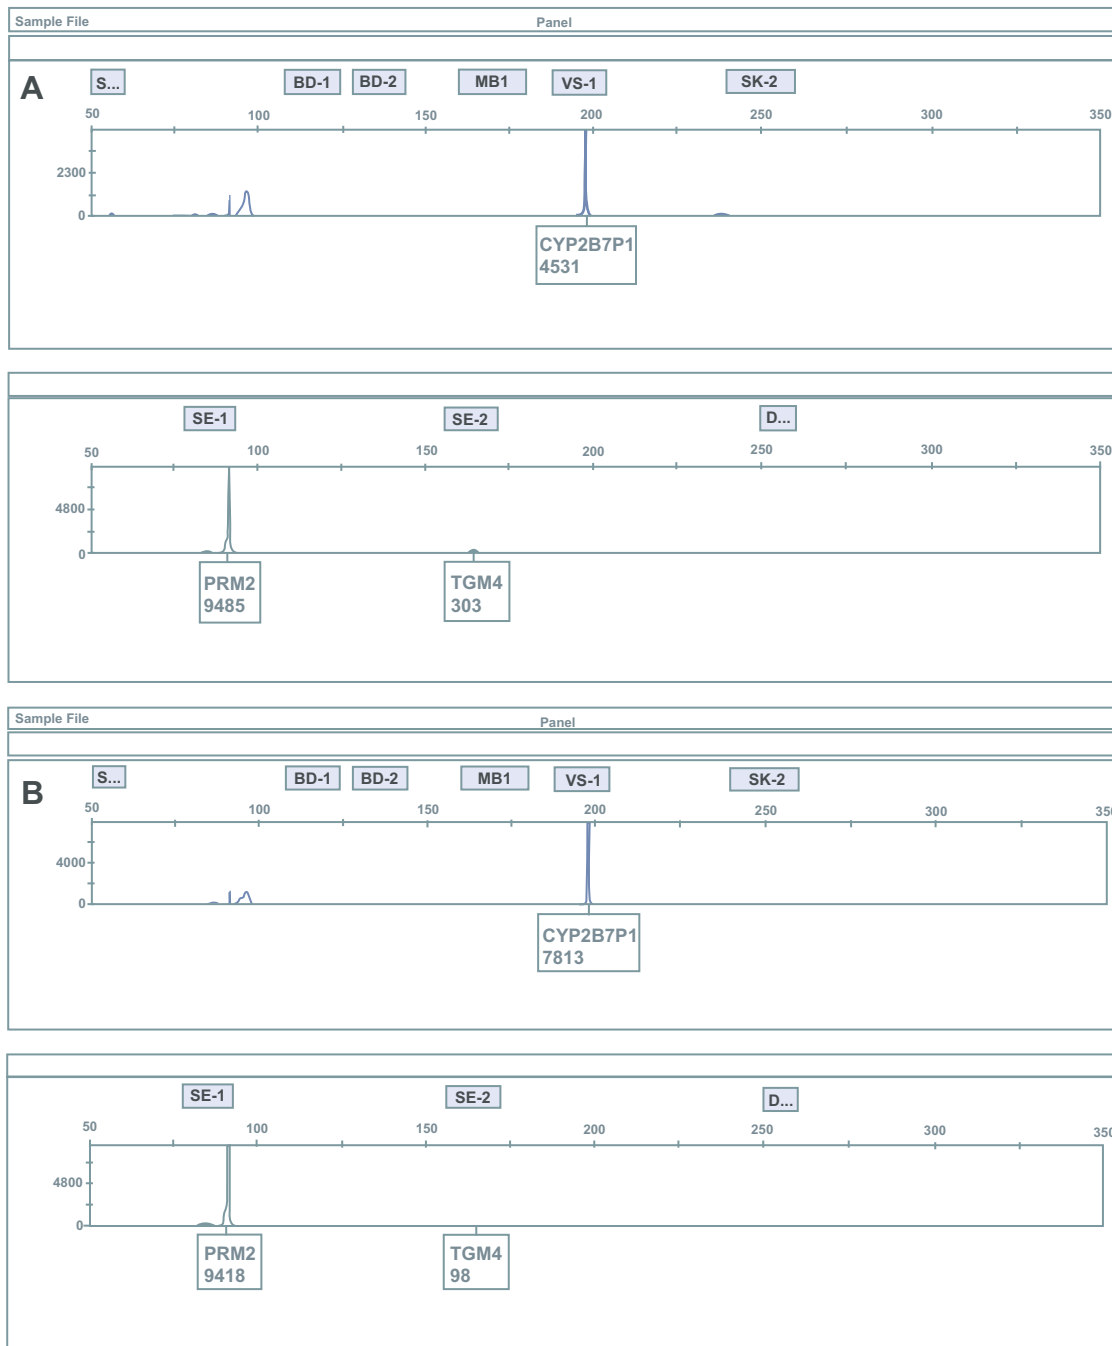 Sample File Panel
A
S... BD-1 BD-2 MB1 VS-1 SK-2
50 100 150 200 250 300 350
2300
0
CYP2B7P1
4531
SE-1 SE-2 D...
50 100 150 200 250 300 350
4800
0
PRM2 TGM4
9485 303
Sample File Panel
B
S... BD-1 BD-2 MB1 VS-1 SK-2
50 100 150 200 250 300 350
4000
0
CYP2B7P1
7813
SE-1 SE-2 D...
50 100 150 200 250 300 350
4800
0
PRM2 TGM4
9418 98